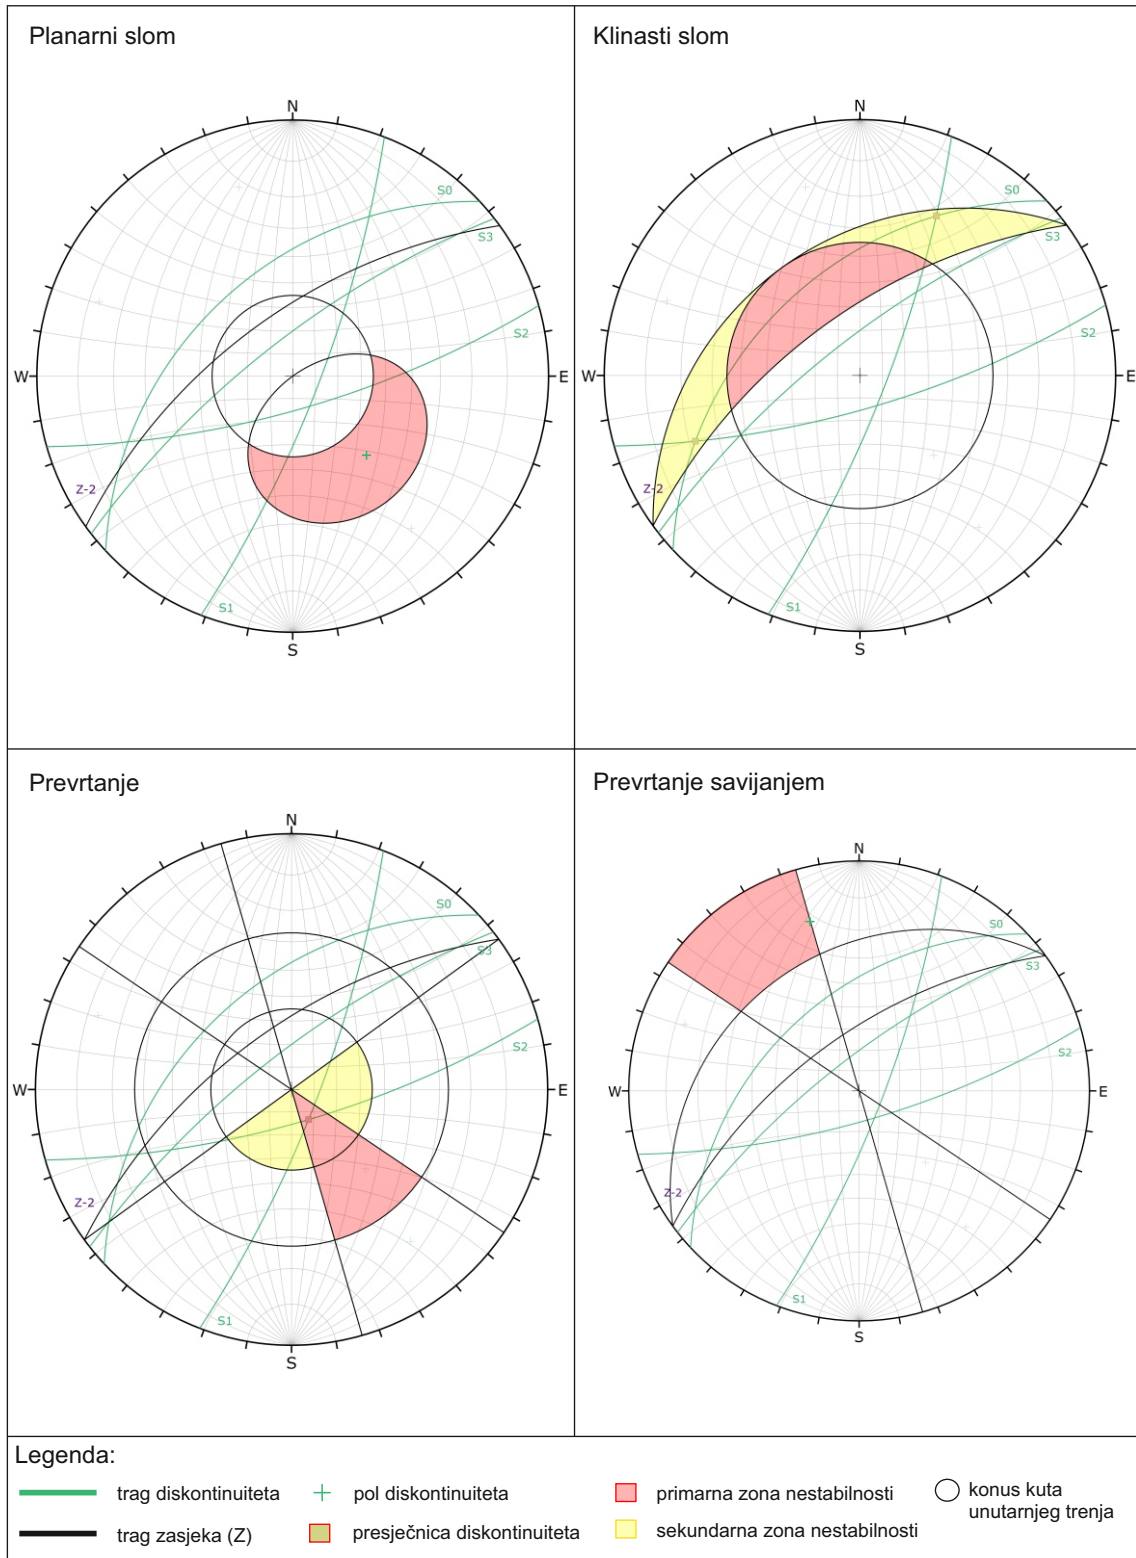 Planarni slom
N
S0
S3
S2
W
E
Z-2
S1
S
Klinasti slom
N
S0
S3
S2
W
E
Z-2
S1
S
Prevrtanje
N
S0
S3
S2
W
E
Z-2
S1
S
Prevrtanje savijanjem
N
S0
S3
S2
W
E
Z-2
S1
S
Legenda:
trag diskontinuiteta
pol diskontinuiteta
primarna zona nestabilnosti
konus kuta
unutarnjeg trenja
trag zasjeka (Z)
presječnica diskontinuiteta
sekundarna zona nestabilnosti